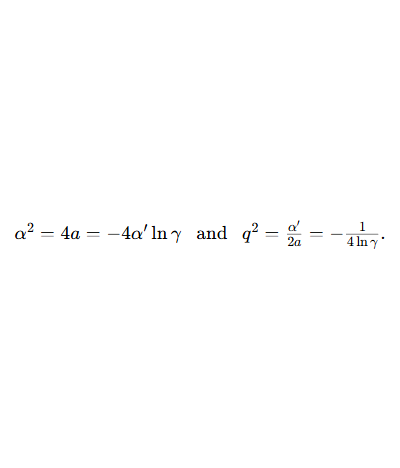 α² = 4a = −4α′ ln γ and q² = α′/2a = −1/(4 ln γ).